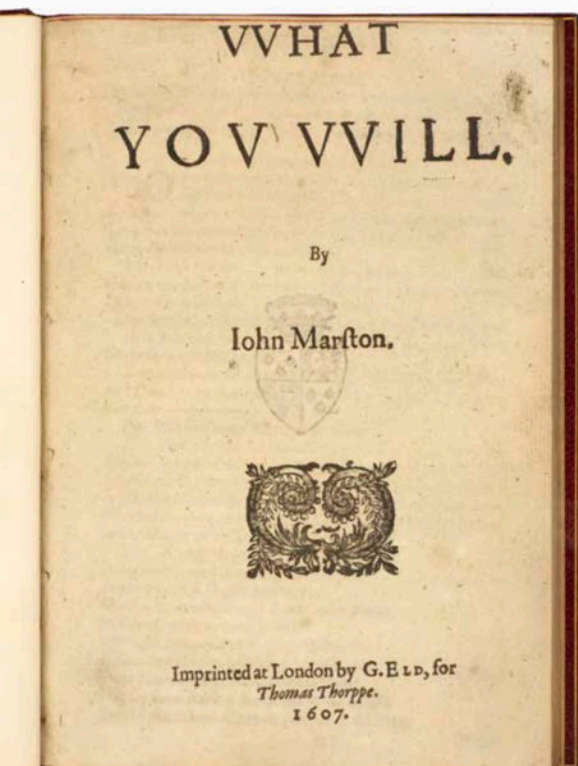 VVHAT
YOV VVILL.
By
Iohn Marſton.
Imprinted at London by G. ELD, for
Thomas Thorppe.
1607.